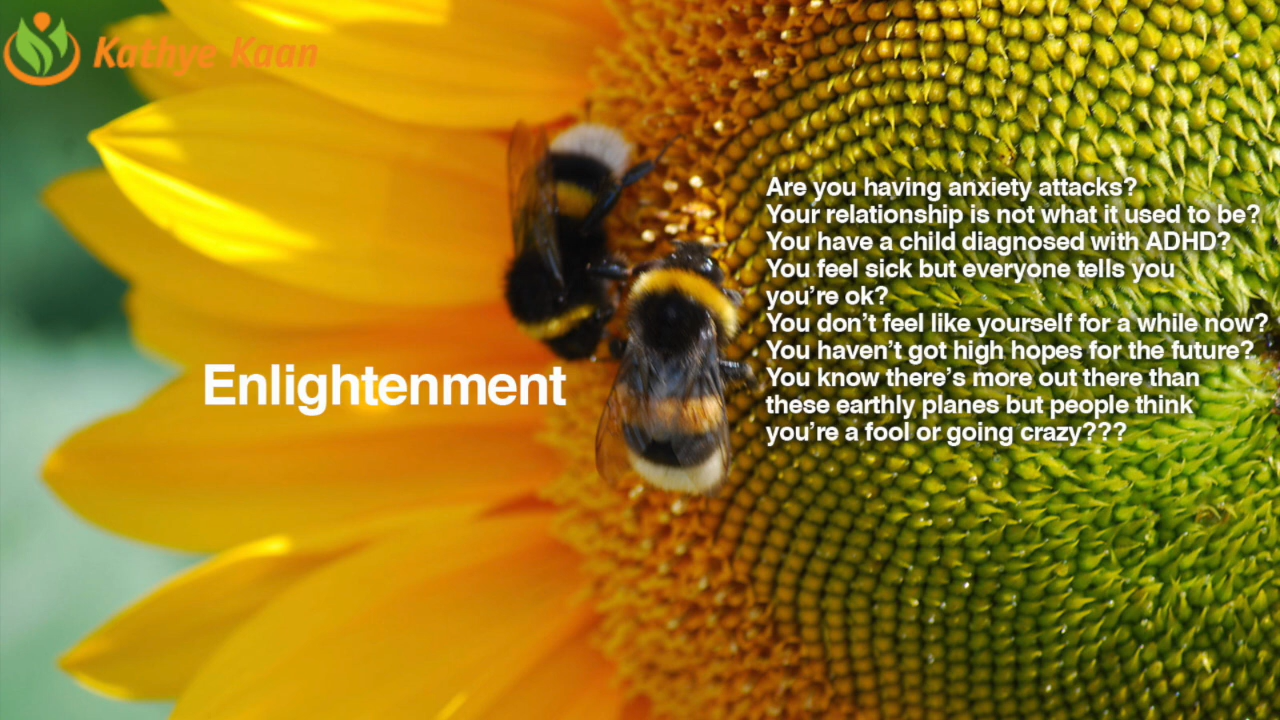 Kathye Kaan
Enlightenment
Are you having anxiety attacks?
Your relationship is not what it used to be?
You have a child diagnosed with ADHD?
You feel sick but everyone tells you
you’re ok?
You don’t feel like yourself for a while now?
You haven’t got high hopes for the future?
You know there’s more out there than
these earthly planes but people think
you’re a fool or going crazy???